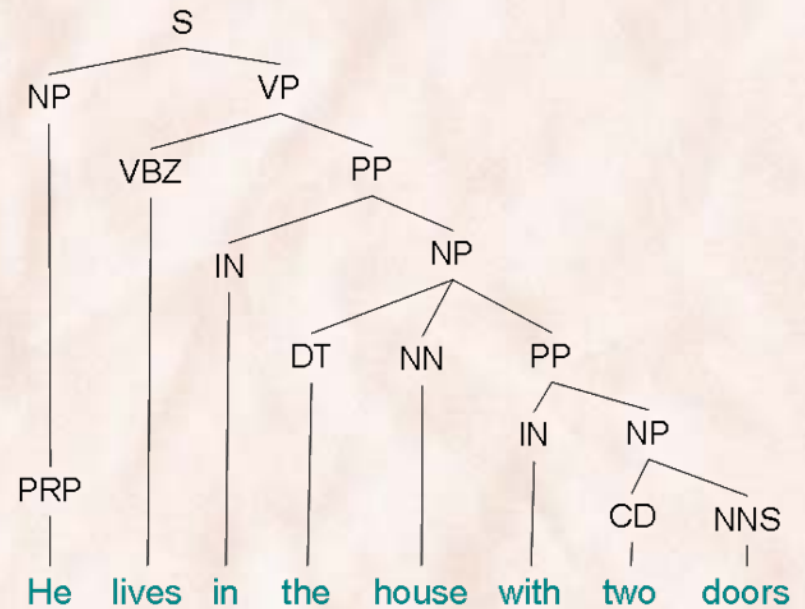 S
NP VP
VBZ PP
IN NP
DT NN PP
IN NP
PRP
CD NNS
He lives in the house with two doors